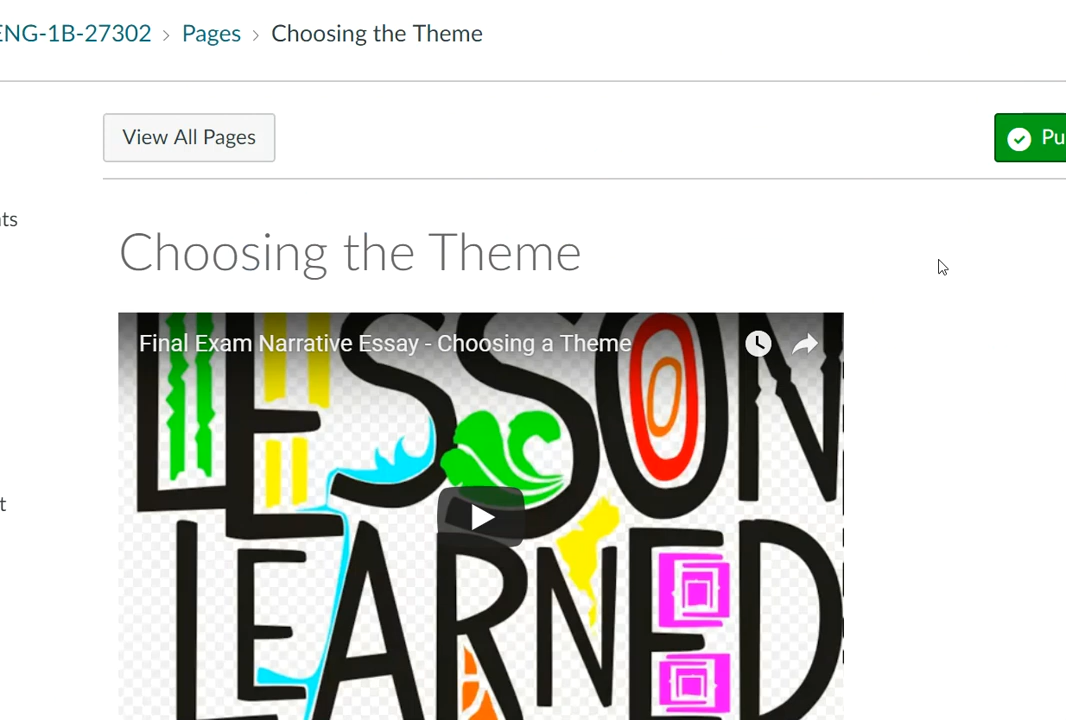 ENG-1B-27302 › Pages › Choosing the Theme
View All Pages
Choosing the Theme
Final Exam Narrative Essay - Choosing a Theme
LESSON
LEARNED